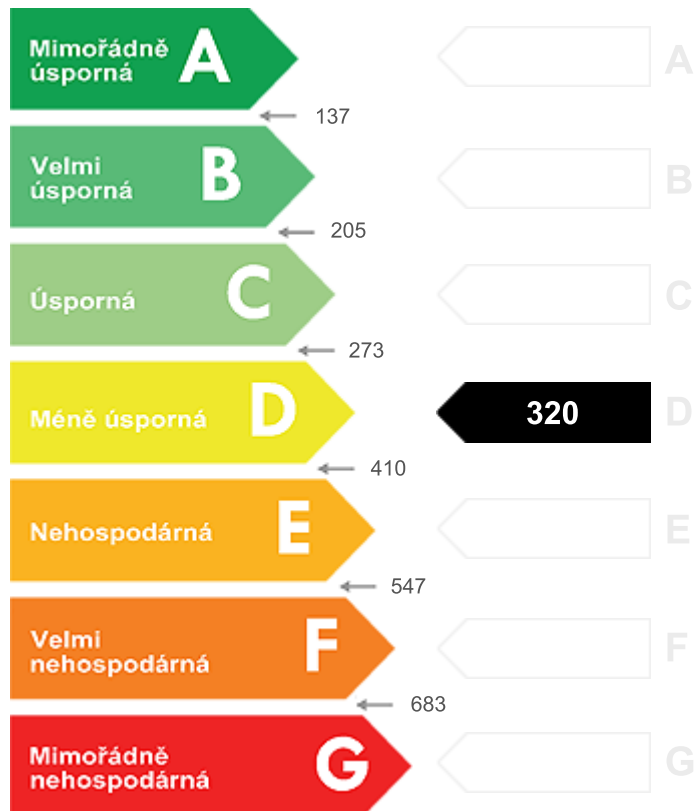 Mimořádně
úsporná
A
A
137
Velmi
úsporná
B
B
205
Úsporná
C
C
273
Méně úsporná
D
320
D
410
Nehospodárná
E
E
547
Velmi
nehospodárná
F
F
683
Mimořádně
nehospodárná
G
G